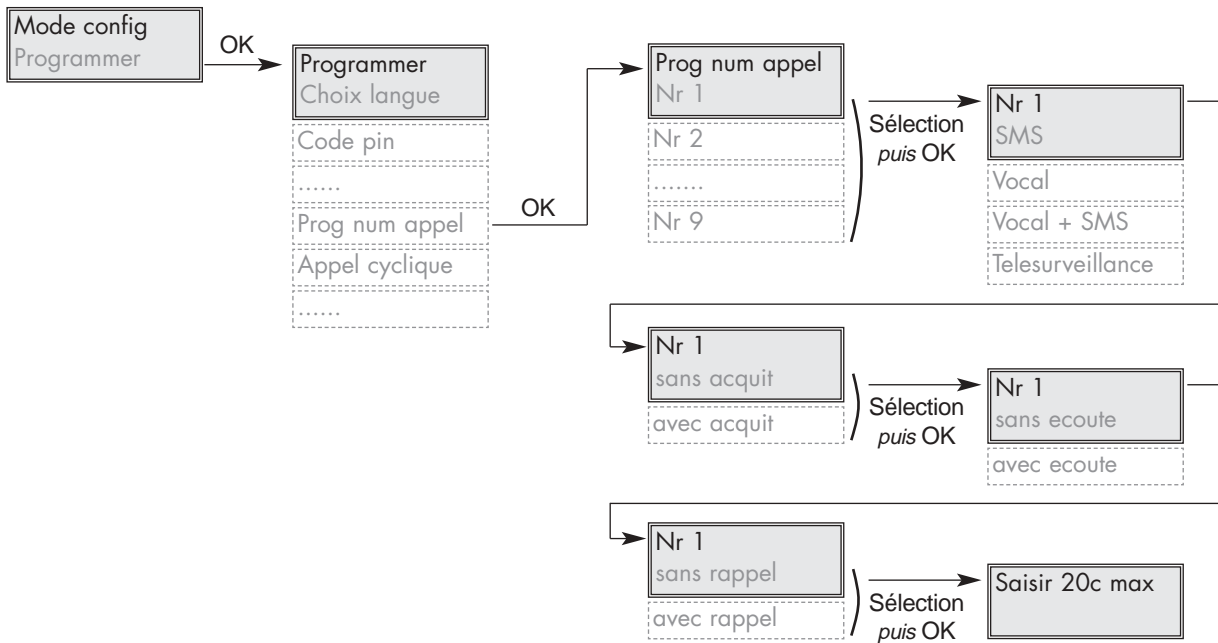 Mode config
Programmer
OK
Programmer
Choix langue
Code pin
......
Prog num appel
Appel cyclique
......
OK
Prog num appel
Nr 1
Nr 2
.......
Nr 9
Sélection
puis OK
Nr 1
SMS
Vocal
Vocal + SMS
Telesurveillance
Nr 1
sans acquit
avec acquit
Sélection
puis OK
Nr 1
sans ecoute
avec ecoute
Nr 1
sans rappel
avec rappel
Sélection
puis OK
Saisir 20c max